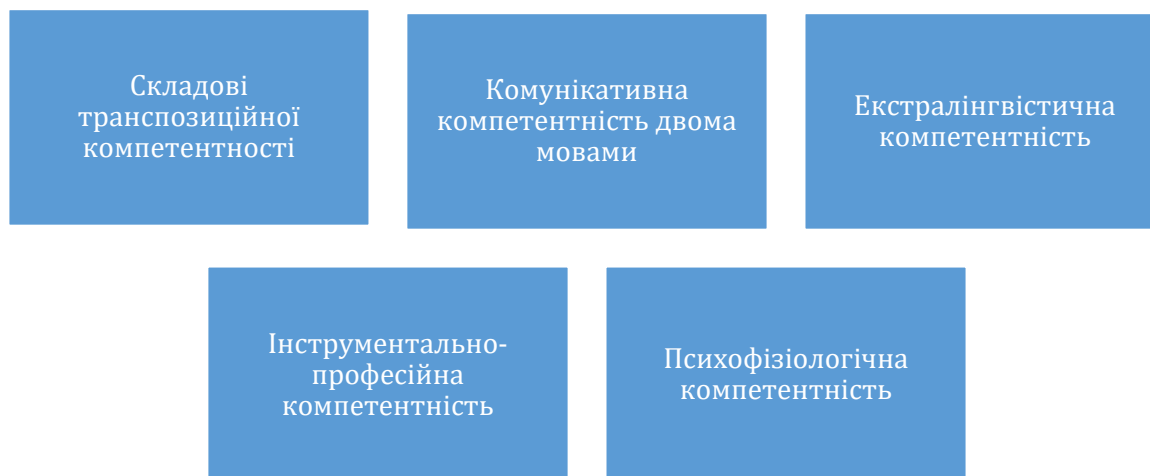 Складові
транспозиційної
компетентності
Комунікативна
компетентність двома
мовами
Екстралінгвістична
компетентність
Інструментально-
професійна
компетентність
Психофізіологічна
компетентність